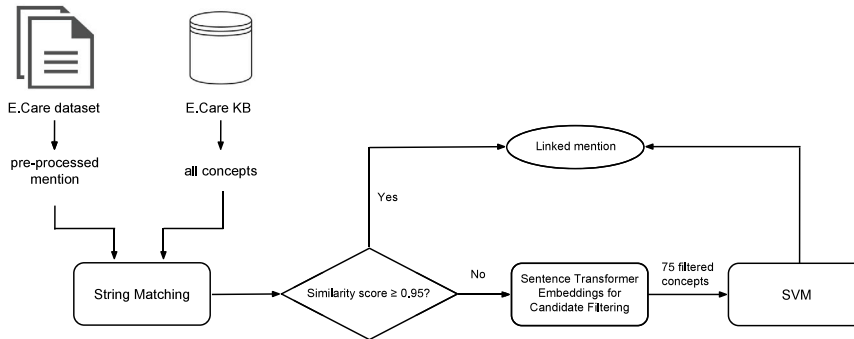 E.Care dataset
E.Care KB
pre-processed
mention
all concepts
Linked mention
Yes
String Matching
Similarity score ≥ 0.95?
No
Sentence Transformer
Embeddings for
Candidate Filtering
75 filtered
concepts
SVM